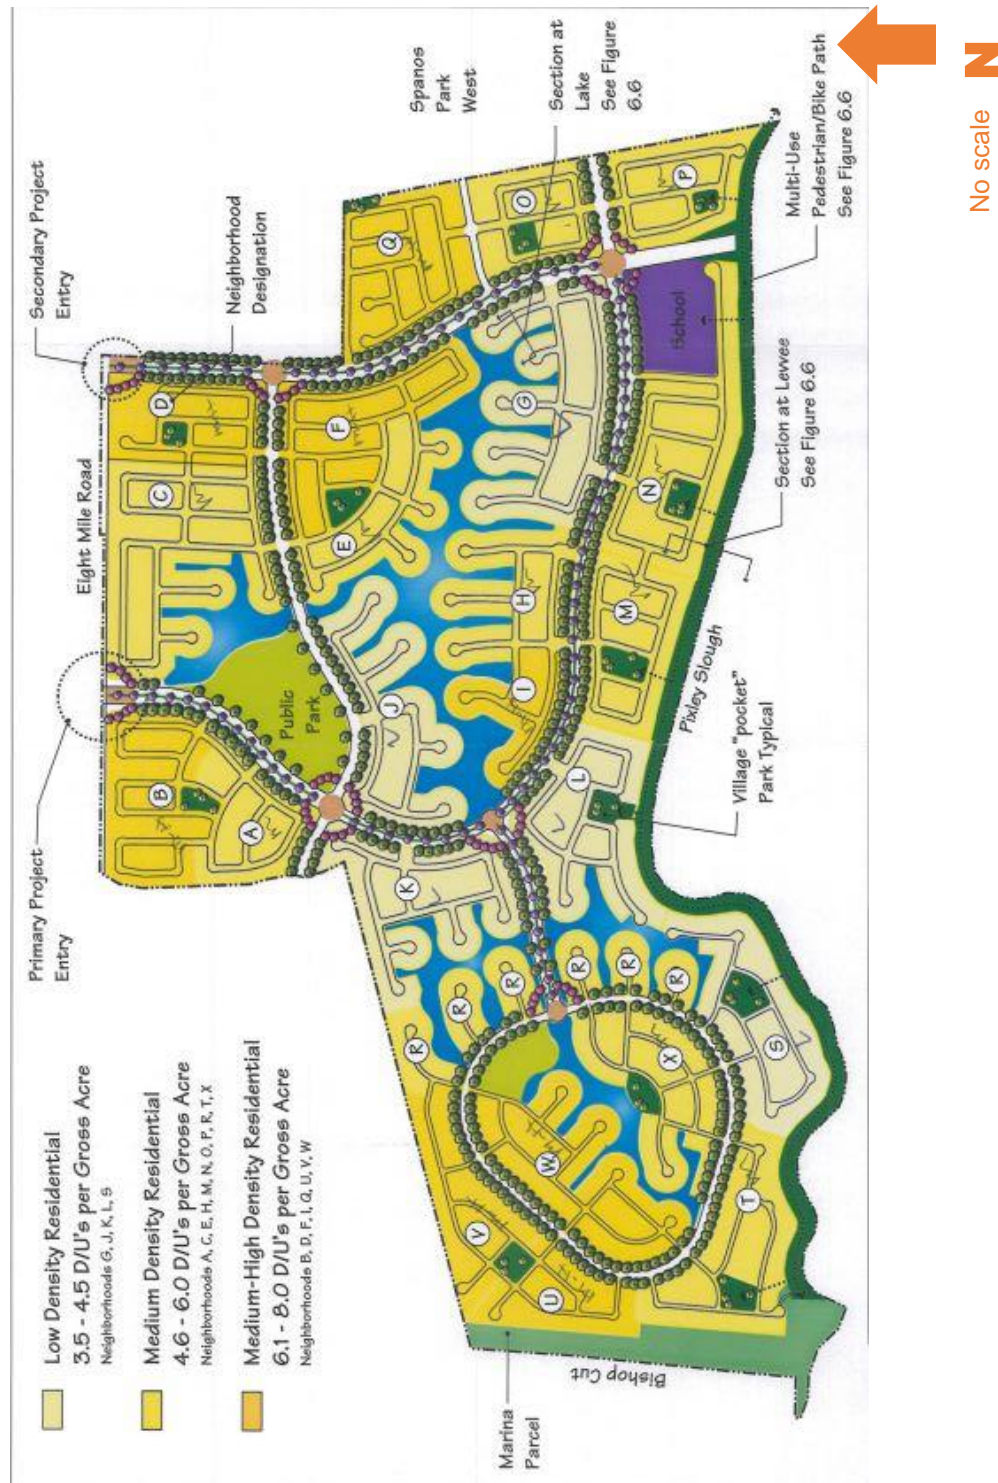 Low Density Residential
3.5 - 4.5 D/U's per Gross Acre
Neighborhoods G, J, K, L, S
Medium Density Residential
4.6 - 6.0 D/U's per Gross Acre
Neighborhoods A, C, E, H, M, N, O, P, R, T, X
Medium-High Density Residential
6.1 - 8.0 D/U's per Gross Acre
Neighborhoods B, D, F, I, Q, U, V, W
Primary Project
Entry
Eight Mile Road
Secondary Project
Entry
Neighborhood
Designation
Spanos
Park
West
Section at
Lake
See Figure
6.6
Multi-Use
Pedestrian/Bike Path
See Figure 6.6
Section at Levee
See Figure 6.6
Pixley Slough
Village "pocket"
Park Typical
Marina
Parcel
Bishop Cut
Public
Park
School
A
B
C
D
E
F
G
H
I
J
K
L
M
N
O
P
Q
R
R
R
R
R
R
S
T
U
V
W
X
N
No scale